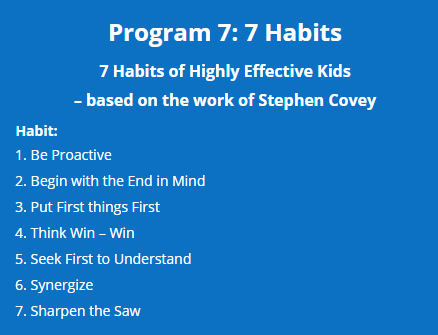 Program 7: 7 Habits
7 Habits of Highly Effective Kids
– based on the work of Stephen Covey
Habit:
1. Be Proactive
2. Begin with the End in Mind
3. Put First things First
4. Think Win – Win
5. Seek First to Understand
6. Synergize
7. Sharpen the Saw